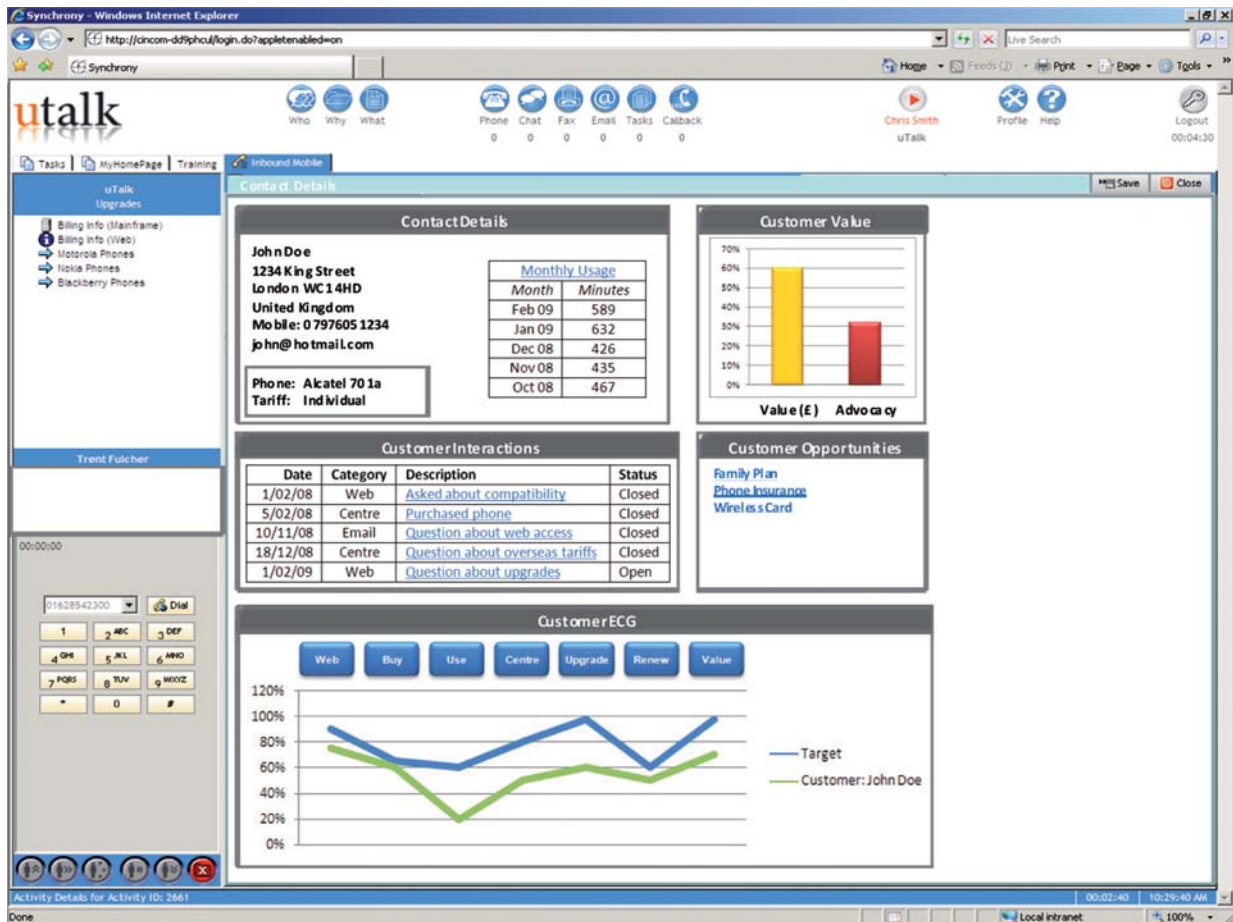 Synchrony - Windows Internet Explorer
http://cincom-dd9phcul/login.do?appletenabled=on
Live Search
Synchrony
Home Feeds (J) Print Page Tools
utalk
Who Why What Phone Chat Fax Email Tasks Callback Chris Smith Profile Help Logout
0 0 0 0 0 0 uTalk 00:04:30
Tasks MyHomePage Training Inbound Mobile
uTalk
Upgrades
Billing Info (Mainframe)
Billing Info (Web)
Motorola Phones
Nokia Phones
Blackberry Phones
Trent Fulcher
00:00:00
01628542300 Dial
1 2 ABC 3 DEF
4 GHI 5 JKL 6 MNO
7 PQRS 8 TUV 9 WXYZ
* 0 #
Contact Details Save Close
Contact Details
John Doe
1234 King Street
London WC1 4HD
United Kingdom
Mobile: 0797605 1234
john@hotmail.com
Phone: Alcatel 701a
Tariff: Individual
Monthly Usage
Month Minutes
Feb 09 589
Jan 09 632
Dec 08 426
Nov 08 435
Oct 08 467
Customer Value
70%
60%
50%
40%
30%
20%
10%
0%
Value (£) Advocacy
Customer Interactions
Date Category Description Status
1/02/08 Web Asked about compatibility Closed
5/02/08 Centre Purchased phone Closed
10/11/08 Email Question about web access Closed
18/12/08 Centre Question about overseas tariffs Closed
1/02/09 Web Question about upgrades Open
Customer Opportunities
Family Plan
Phone Insurance
Wireless Card
Customer ECG
Web Buy Use Centre Upgrade Renew Value
120%
100%
80%
60%
40%
20%
0%
Target
Customer: John Doe
Activity Details for Activity ID: 2661 00:02:40 10:29:40 AM
Done Local intranet 100%